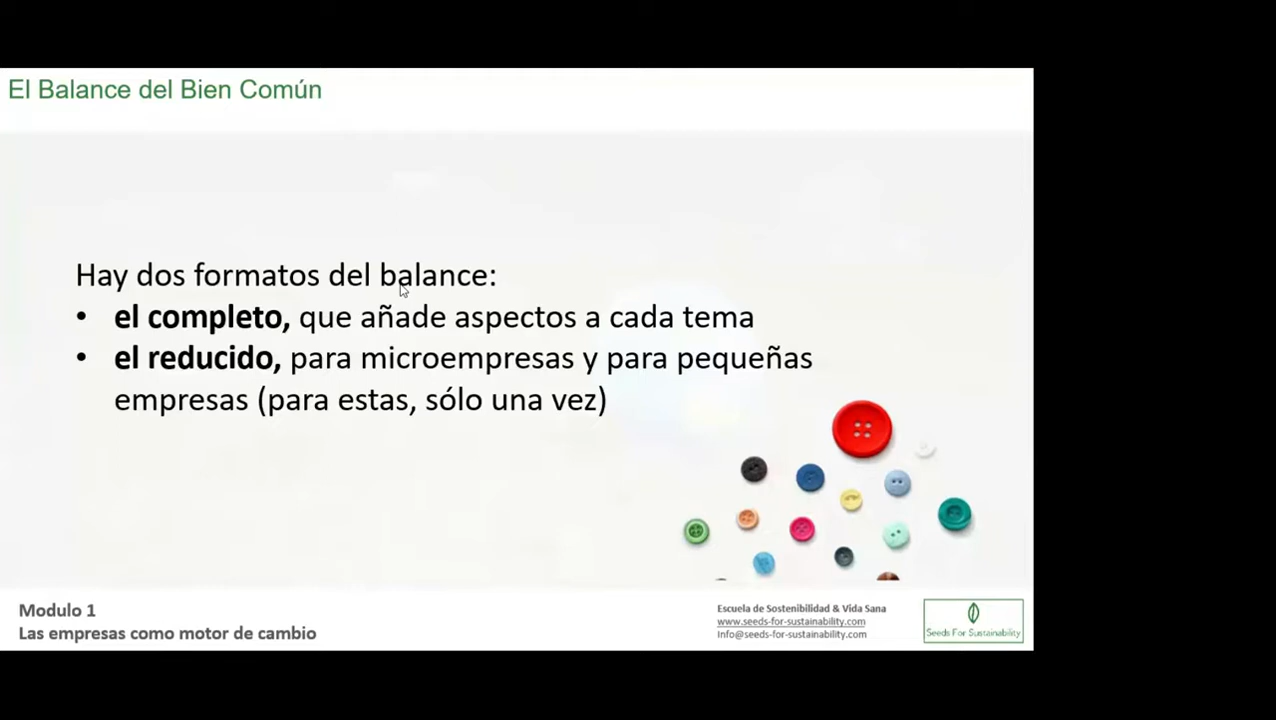 El Balance del Bien Común
Hay dos formatos del balance:
• el completo, que añade aspectos a cada tema
• el reducido, para microempresas y para pequeñas
empresas (para estas, sólo una vez)
Modulo 1
Las empresas como motor de cambio
Escuela de Sostenibilidad & Vida Sana
www.seeds-for-sustainability.com
Info@seeds-for-sustainability.com
Seeds For Sustainability